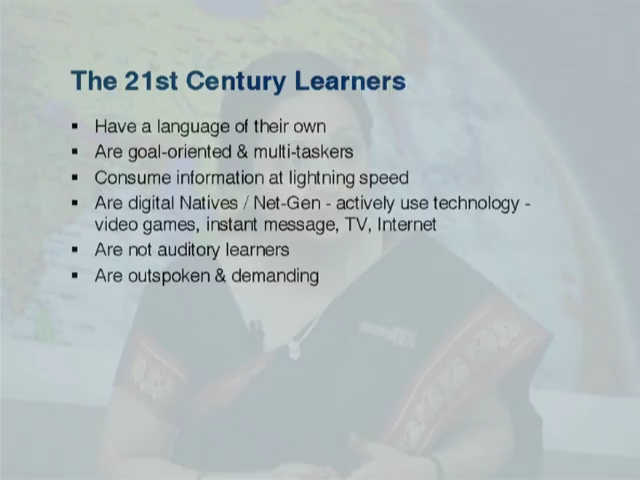 The 21st Century Learners
▪ Have a language of their own
▪ Are goal-oriented & multi-taskers
▪ Consume information at lightning speed
▪ Are digital Natives / Net-Gen - actively use technology -
video games, instant message, TV, Internet
▪ Are not auditory learners
▪ Are outspoken & demanding